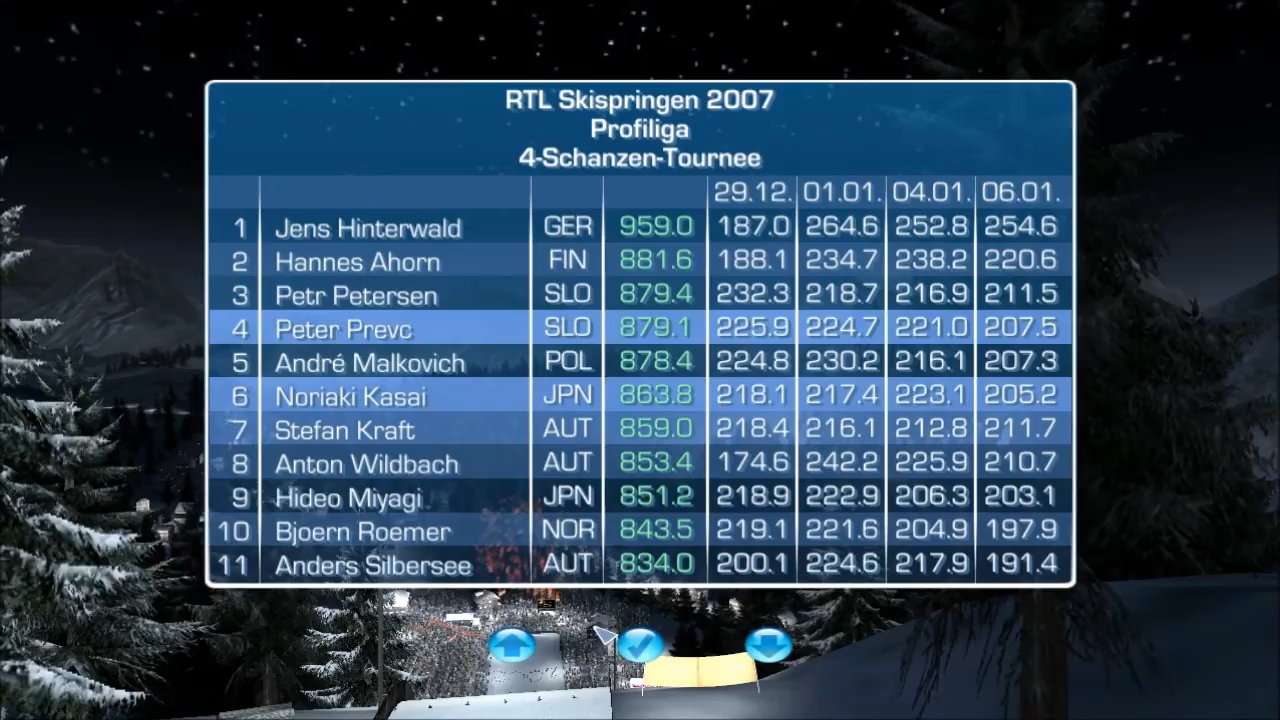 RTL Skispringen 2007
Profiliga
4-Schanzen-Tournee
29.12. 01.01. 04.01. 06.01.
1 Jens Hinterwald GER 959.0 187.0 264.6 252.8 254.6
2 Hannes Ahorn FIN 881.6 188.1 234.7 238.2 220.6
3 Petr Petersen SLO 879.4 232.3 218.7 216.9 211.5
4 Peter Prevc SLO 879.1 225.9 224.7 221.0 207.5
5 André Malkovich POL 878.4 224.8 230.2 216.1 207.3
6 Noriaki Kasai JPN 863.8 218.1 217.4 223.1 205.2
7 Stefan Kraft AUT 859.0 218.4 216.1 212.8 211.7
8 Anton Wildbach AUT 853.4 174.6 242.2 225.9 210.7
9 Hideo Miyagi JPN 851.2 218.9 222.9 206.3 203.1
10 Bjoern Roemer NOR 843.5 219.1 221.6 204.9 197.9
11 Anders Silbersee AUT 834.0 200.1 224.6 217.9 191.4